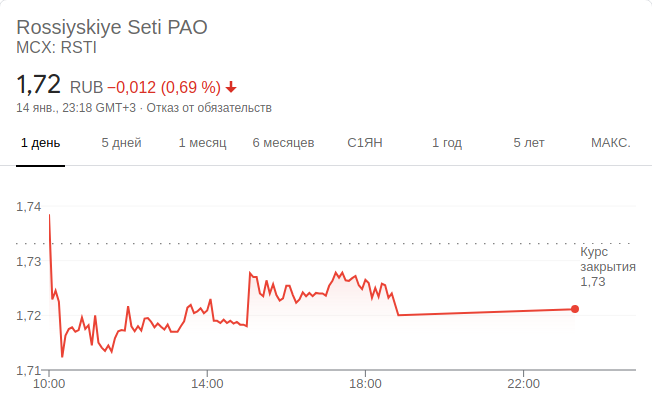 Rossiyskiye Seti PAO
MCX: RSTI
1,72 RUB −0,012 (0,69 %)
14 янв., 23:18 GMT+3 · Отказ от обязательств
1 день 5 дней 1 месяц 6 месяцев С1ЯН 1 год 5 лет МАКС.
1,74
Курс
1,73 закрытия
1,73
1,72
1,71
10:00 14:00 18:00 22:00